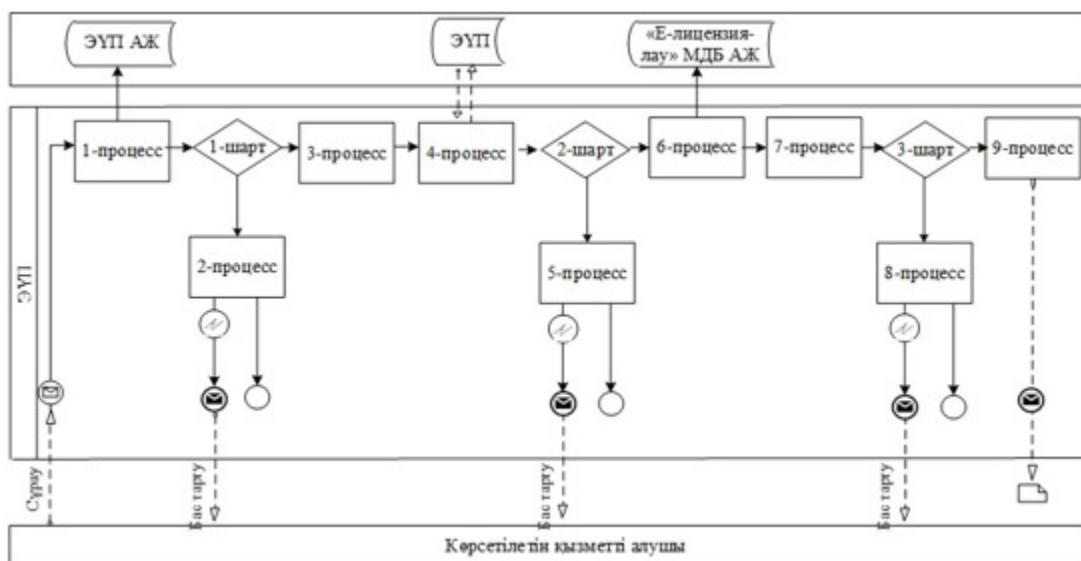 ЭҮП АЖ
ЭҮП
«Е-лицензия-
лау» МДБ АЖ
1-процесс
1-шарт
3-процесс
4-процесс
2-шарт
6-процесс
7-процесс
3-шарт
9-процесс
2-процесс
5-процесс
8-процесс
ЭҮП
Сұрау
Бас тарту
Бас тарту
Бас тарту
Көрсетілетін қызметті алушы